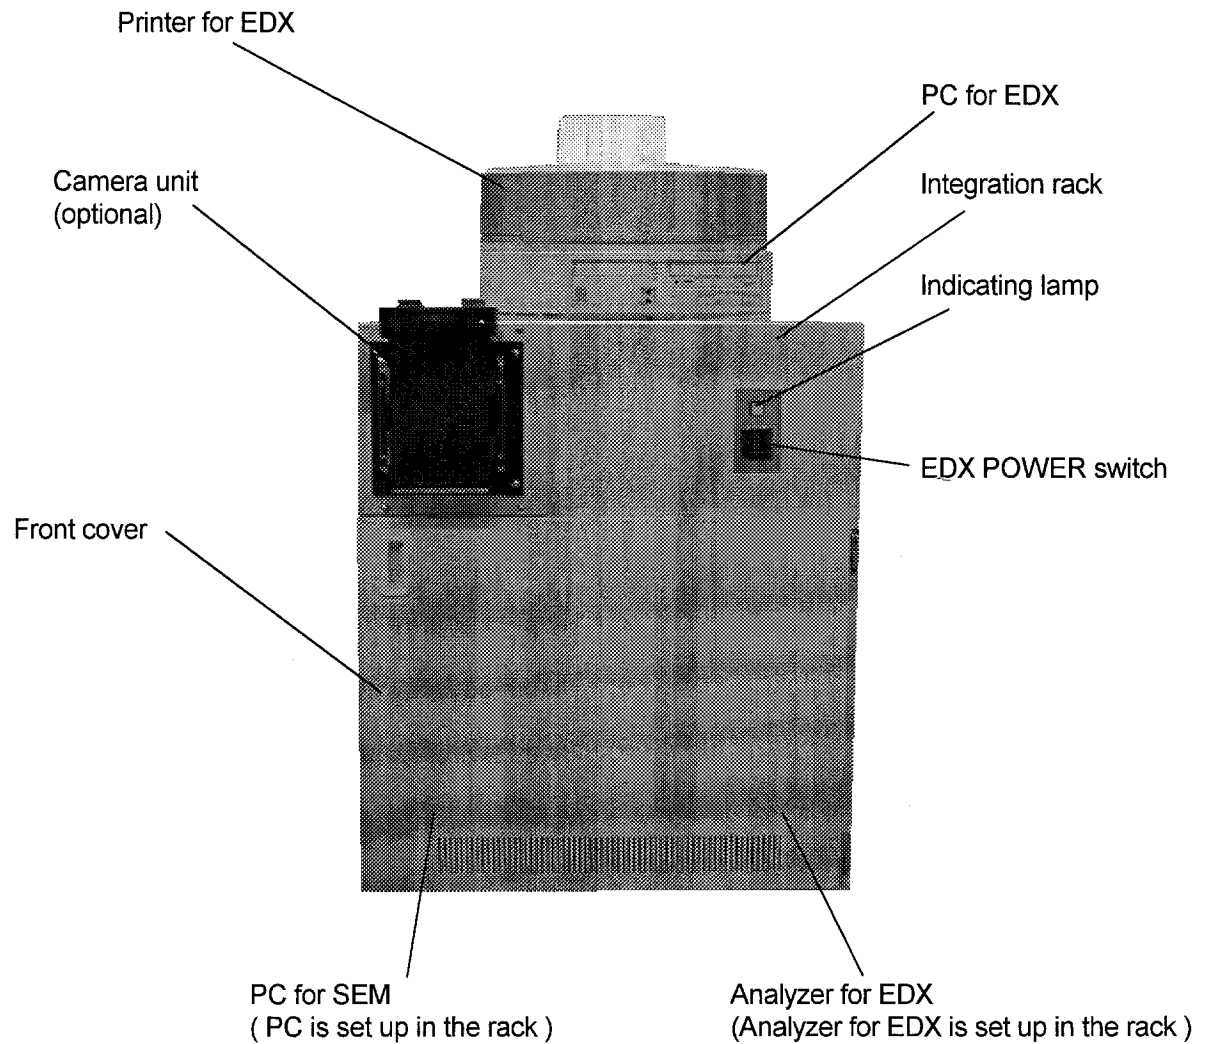 Printer for EDX
PC for EDX
Camera unit
(optional)
Integration rack
Indicating lamp
EDX POWER switch
Front cover
PC for SEM
( PC is set up in the rack )
Analyzer for EDX
(Analyzer for EDX is set up in the rack )